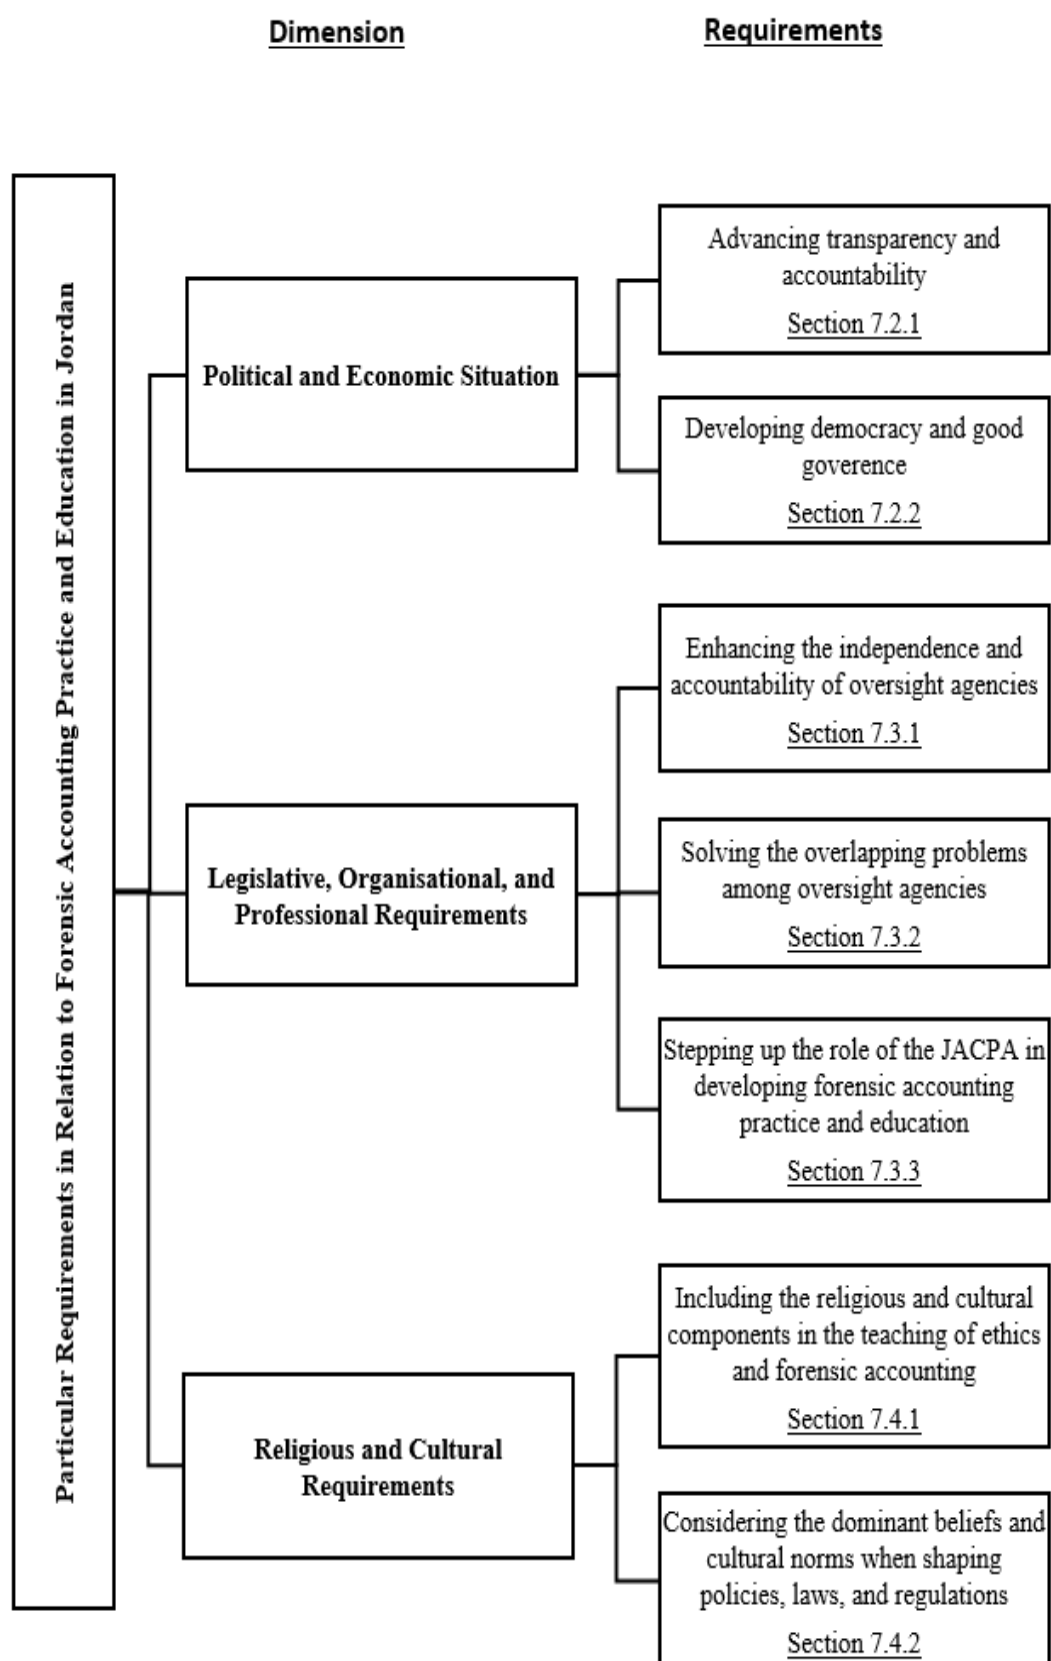 Dimension
Requirements
Particular Requirements in Relation to Forensic Accounting Practice and Education in Jordan
Political and Economic Situation
Advancing transparency and
accountability
Section 7.2.1
Developing democracy and good
goverence
Section 7.2.2
Legislative, Organisational, and
Professional Requirements
Enhancing the independence and
accountability of oversight agencies
Section 7.3.1
Solving the overlapping problems
among oversight agencies
Section 7.3.2
Stepping up the role of the JACPA in
developing forensic accounting
practice and education
Section 7.3.3
Religious and Cultural
Requirements
Including the religious and cultural
components in the teaching of ethics
and forensic accounting
Section 7.4.1
Considering the dominant beliefs and
cultural norms when shaping
policies, laws, and regulations
Section 7.4.2